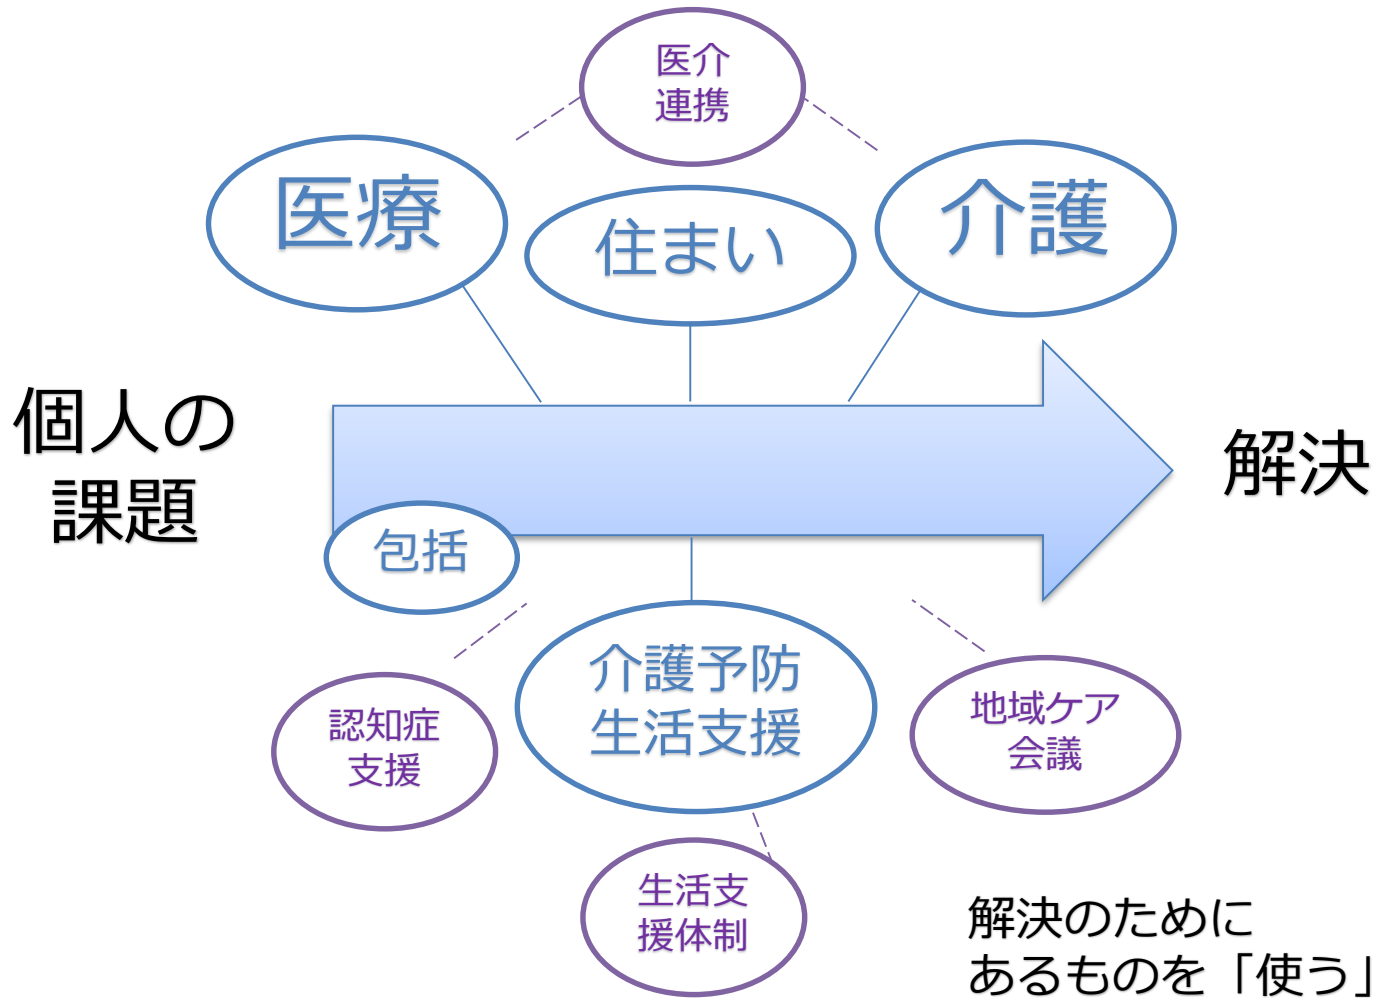 医介
連携
医療
住まい
介護
個人の
課題
解決
包括
介護予防
生活支援
認知症
支援
地域ケア
会議
生活支
援体制
解決のために
あるものを「使う」